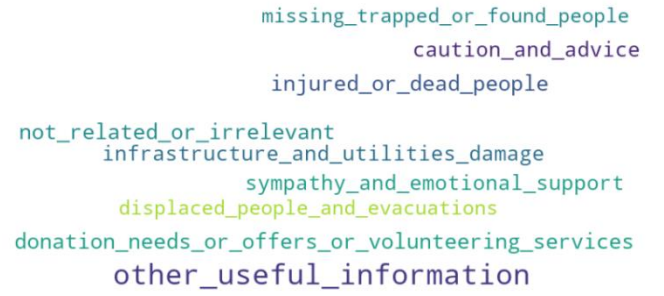 missing_trapped_or_found_people
caution_and_advice
injured_or_dead_people
not_related_or_irrelevant
infrastructure_and_utilities_damage
sympathy_and_emotional_support
displaced_people_and_evacuations
donation_needs_or_offers_or_volunteering_services
other_useful_information